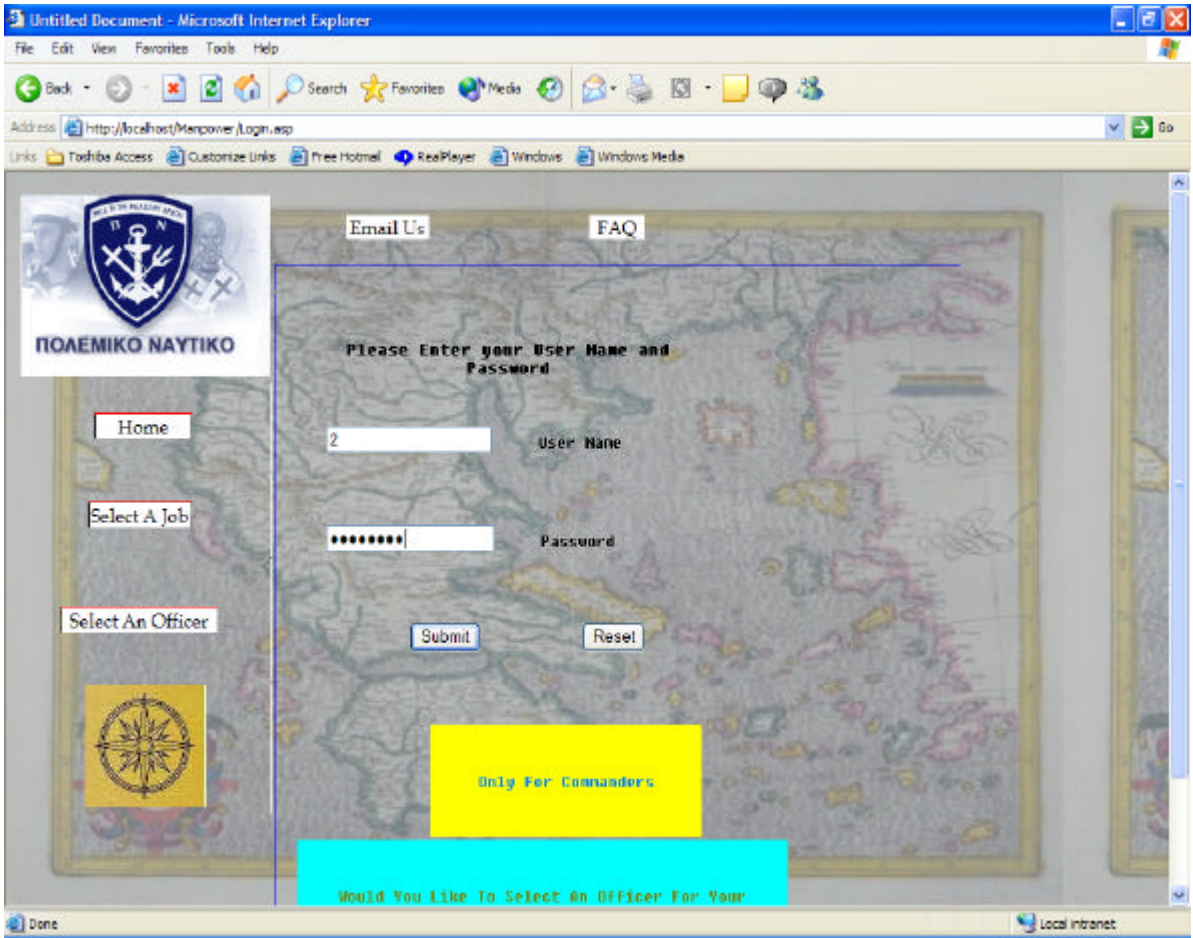 Untitled Document - Microsoft Internet Explorer
File Edit View Favorites Tools Help
Back Search Favorites Media
Address http://localhost/Manpower/Login.asp Go
Links Toshiba Access Customize Links Free Hotmail RealPlayer Windows Windows Media
Π Ν
ΠΟΛΕΜΙΚΟ ΝΑΥΤΙΚΟ
Email Us FAQ
Please Enter your User Name and
Password
Home
2 User Name
Select A Job
•••••••• Password
Select An Officer
Submit Reset
Only For Commanders
Would You Like To Select An Officer For Your
Done Local intranet